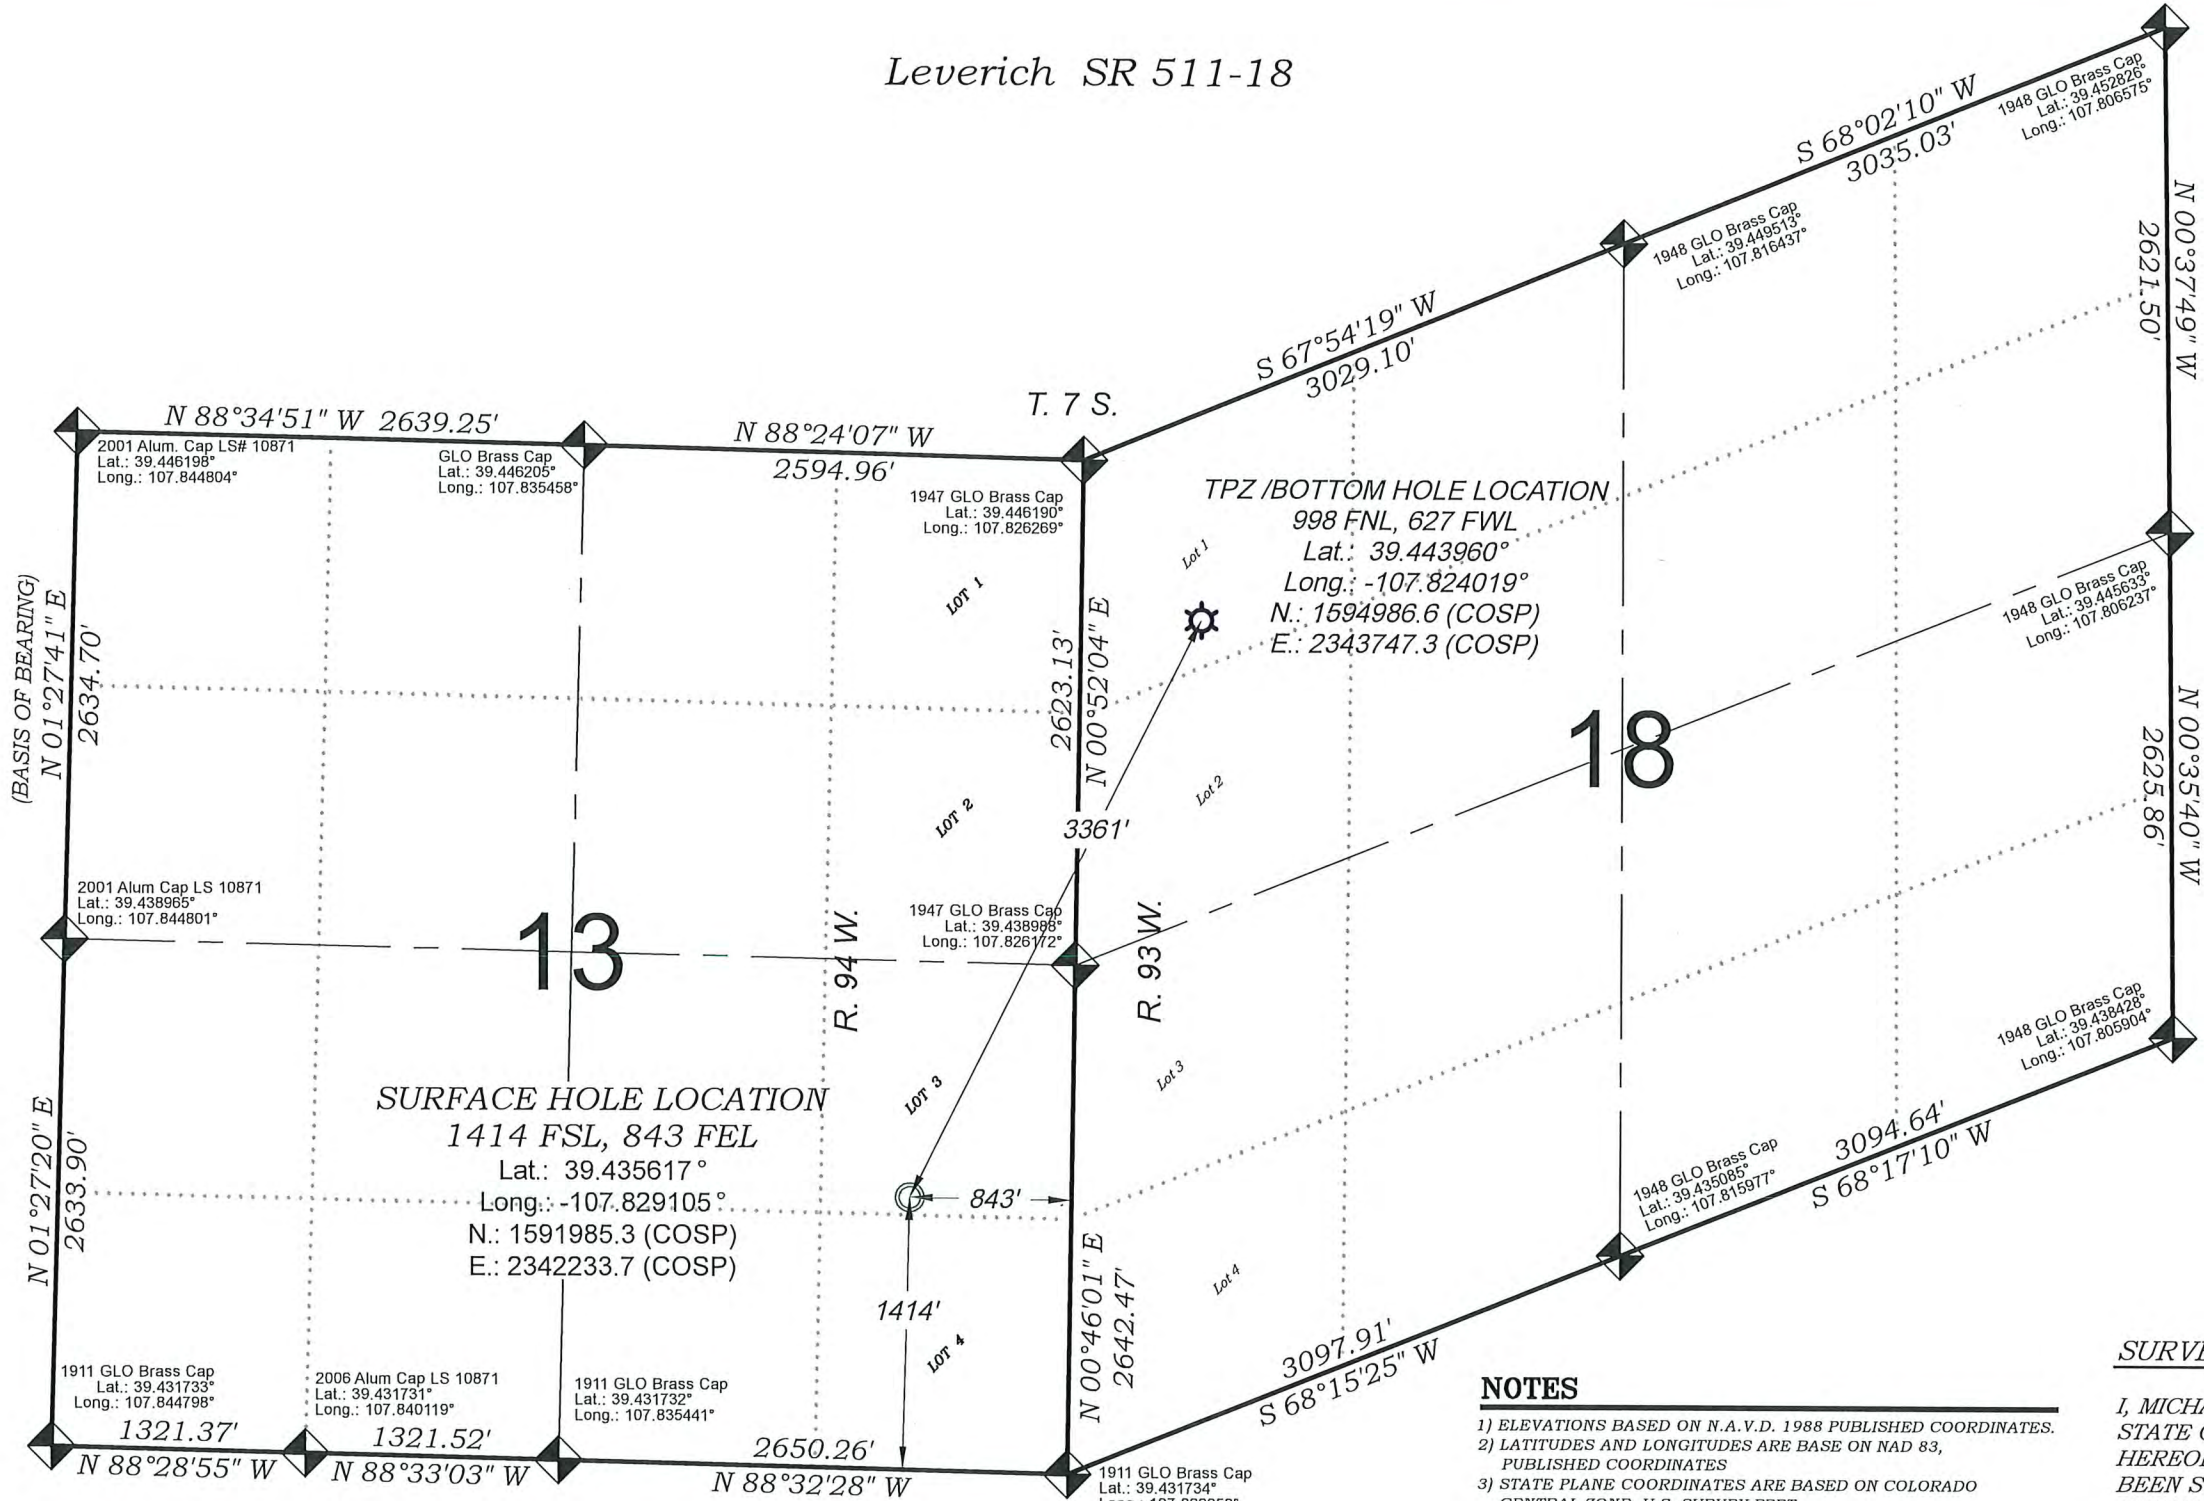 Leverich SR 511-18
S 68°02'10" W
3035.03'
1948 GLO Brass Cap
Lat.: 39.452826°
Long.: 107.806575°
N 00°37'49" W
2621.50'
1948 GLO Brass Cap
Lat.: 39.449513°
Long.: 107.816437°
S 67°54'19" W
3029.10'
T. 7 S.
N 88°34'51" W 2639.25'
2001 Alum. Cap LS# 10871
Lat.: 39.446198°
Long.: 107.844804°
GLO Brass Cap
Lat.: 39.446205°
Long.: 107.835458°
N 88°24'07" W
2594.96'
1947 GLO Brass Cap
Lat.: 39.446190°
Long.: 107.826269°
TPZ /BOTTOM HOLE LOCATION
998 FNL, 627 FWL
Lat.: 39.443960°
Long.: -107.824019°
N.: 1594986.6 (COSP)
E.: 2343747.3 (COSP)
Lot 1
LOT 1
(BASIS OF BEARING)
N 01°27'41" E
2634.70'
2623.13'
N 00°52'04" E
1948 GLO Brass Cap
Lat.: 39.445633°
Long.: 107.806237°
18
Lot 2
LOT 2
3361'
N 00°35'40" W
2625.86'
2001 Alum Cap LS 10871
Lat.: 39.438965°
Long.: 107.844801°
13
R. 94 W.
1947 GLO Brass Cap
Lat.: 39.438988°
Long.: 107.826172°
R. 93 W.
1948 GLO Brass Cap
Lat.: 39.438428°
Long.: 107.805904°
LOT 3
Lot 3
SURFACE HOLE LOCATION
1414 FSL, 843 FEL
Lat.: 39.435617°
Long.: -107.829105°
N.: 1591985.3 (COSP)
E.: 2342233.7 (COSP)
843'
1414'
N 01°27'20" E
2633.90'
1948 GLO Brass Cap
Lat.: 39.435085°
Long.: 107.815977°
3094.64'
S 68°17'10" W
N 00°46'01" E
2642.47'
Lot 4
LOT 4
3097.91'
S 68°15'25" W
1911 GLO Brass Cap
Lat.: 39.431733°
Long.: 107.844798°
2006 Alum Cap LS 10871
Lat.: 39.431731°
Long.: 107.840119°
1911 GLO Brass Cap
Lat.: 39.431732°
Long.: 107.835441°
1321.37'
N 88°28'55" W
1321.52'
N 88°33'03" W
2650.26'
N 88°32'28" W
1911 GLO Brass Cap
Lat.: 39.431734°
NOTES
1) ELEVATIONS BASED ON N.A.V.D. 1988 PUBLISHED COORDINATES.
2) LATITUDES AND LONGITUDES ARE BASE ON NAD 83,
PUBLISHED COORDINATES
3) STATE PLANE COORDINATES ARE BASED ON COLORADO
SURVE
I, MICHA
STATE
HEREO
BEEN S